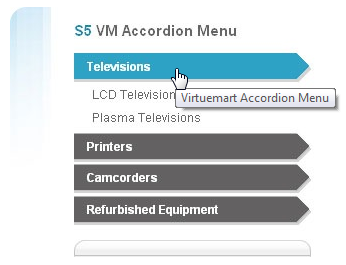 S5 VM Accordion Menu
Televisions
LCD Television
Virtuemart Accordion Menu
Plasma Televisions
Printers
Camcorders
Refurbished Equipment